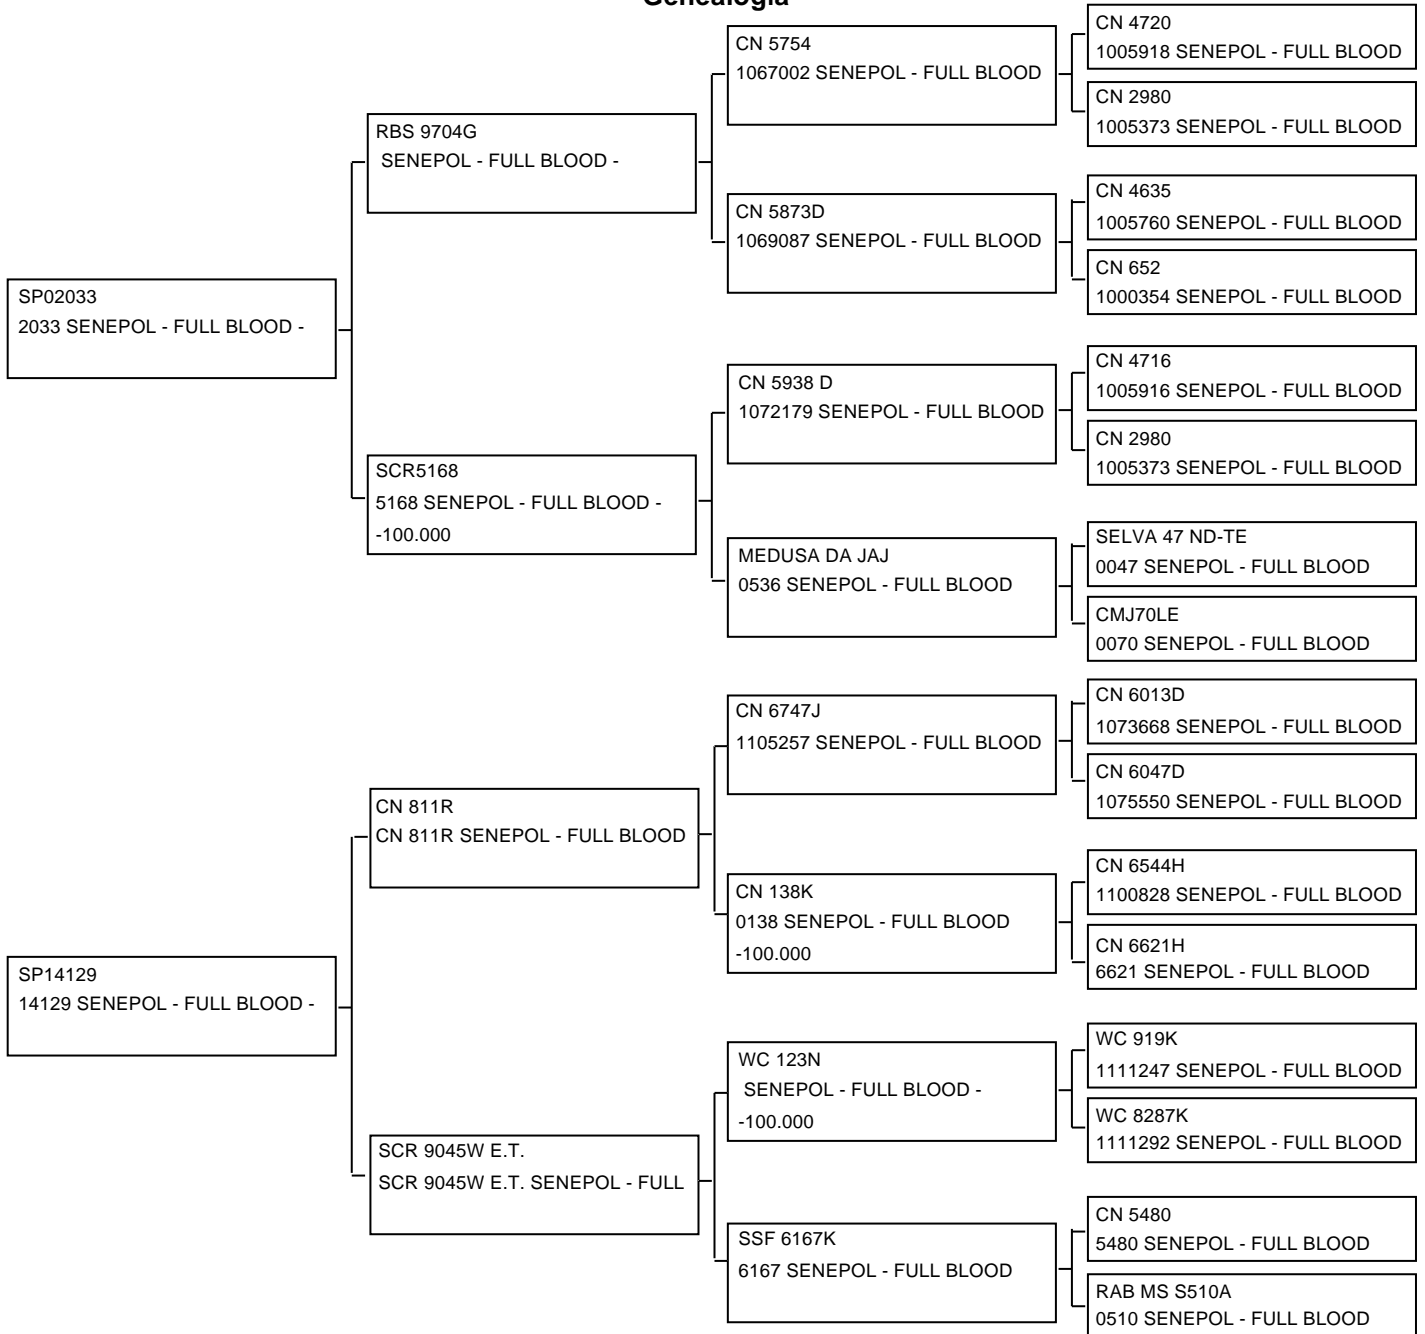 Genealogia
CN 4720
1005918 SENEPOL - FULL BLOOD
CN 5754
1067002 SENEPOL - FULL BLOOD
CN 2980
1005373 SENEPOL - FULL BLOOD
RBS 9704G
SENEPOL - FULL BLOOD -
CN 4635
1005760 SENEPOL - FULL BLOOD
CN 5873D
1069087 SENEPOL - FULL BLOOD
CN 652
1000354 SENEPOL - FULL BLOOD
SP02033
2033 SENEPOL - FULL BLOOD -
CN 4716
1005916 SENEPOL - FULL BLOOD
CN 5938 D
1072179 SENEPOL - FULL BLOOD
CN 2980
1005373 SENEPOL - FULL BLOOD
SCR5168
5168 SENEPOL - FULL BLOOD -
-100.000
SELVA 47 ND-TE
0047 SENEPOL - FULL BLOOD
MEDUSA DA JAJ
0536 SENEPOL - FULL BLOOD
CMJ70LE
0070 SENEPOL - FULL BLOOD
CN 6013D
1073668 SENEPOL - FULL BLOOD
CN 6747J
1105257 SENEPOL - FULL BLOOD
CN 6047D
1075550 SENEPOL - FULL BLOOD
CN 811R
CN 811R SENEPOL - FULL BLOOD
CN 6544H
1100828 SENEPOL - FULL BLOOD
CN 138K
0138 SENEPOL - FULL BLOOD
-100.000
CN 6621H
6621 SENEPOL - FULL BLOOD
SP14129
14129 SENEPOL - FULL BLOOD -
WC 919K
1111247 SENEPOL - FULL BLOOD
WC 123N
SENEPOL - FULL BLOOD -
-100.000
WC 8287K
1111292 SENEPOL - FULL BLOOD
SCR 9045W E.T.
SCR 9045W E.T. SENEPOL - FULL
CN 5480
5480 SENEPOL - FULL BLOOD
SSF 6167K
6167 SENEPOL - FULL BLOOD
RAB MS S510A
0510 SENEPOL - FULL BLOOD